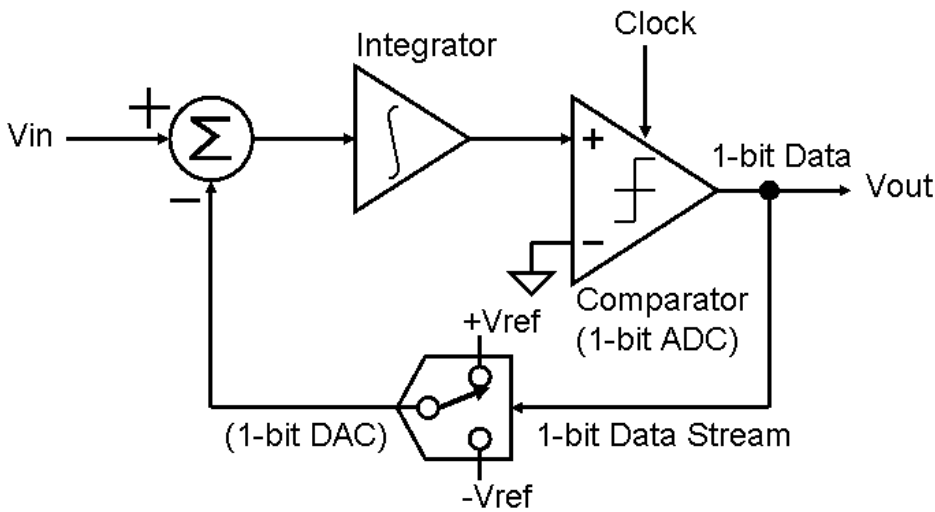 Clock
Integrator
+
Vin
Σ
∫
+
1-bit Data
Vout
−
−
Comparator
(1-bit ADC)
+Vref
(1-bit DAC)
1-bit Data Stream
-Vref